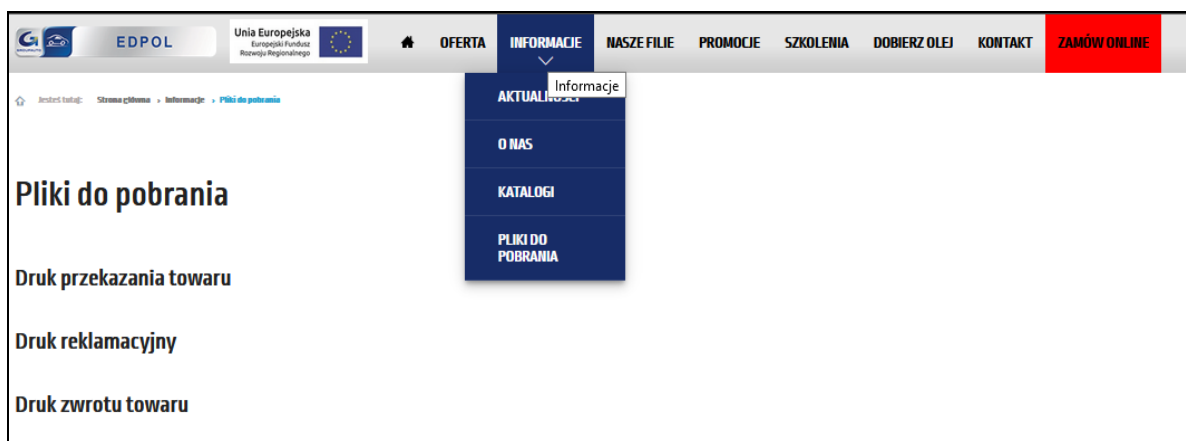 G
GROUPAUTO
EDPOL
Unia Europejska
Europejski Fundusz
Rozwoju Regionalnego
OFERTA
INFORMACJE
NASZE FILIE
PROMOCJE
SZKOLENIA
DOBIERZ OLEJ
KONTAKT
ZAMÓW ONLINE
Jesteś tutaj: Strona główna › Informacje › Pliki do pobrania
Informacje
AKTUALNOŚCI
O NAS
KATALOGI
PLIKI DO
POBRANIA
Pliki do pobrania
Druk przekazania towaru
Druk reklamacyjny
Druk zwrotu towaru